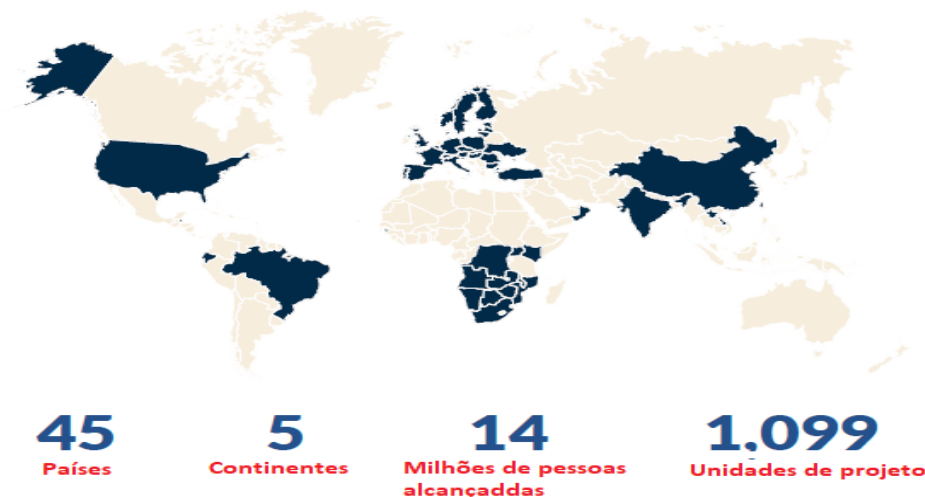 45 5 14 1,099
Países Continentes Milhões de pessoas Unidades de projeto
alcançaddas